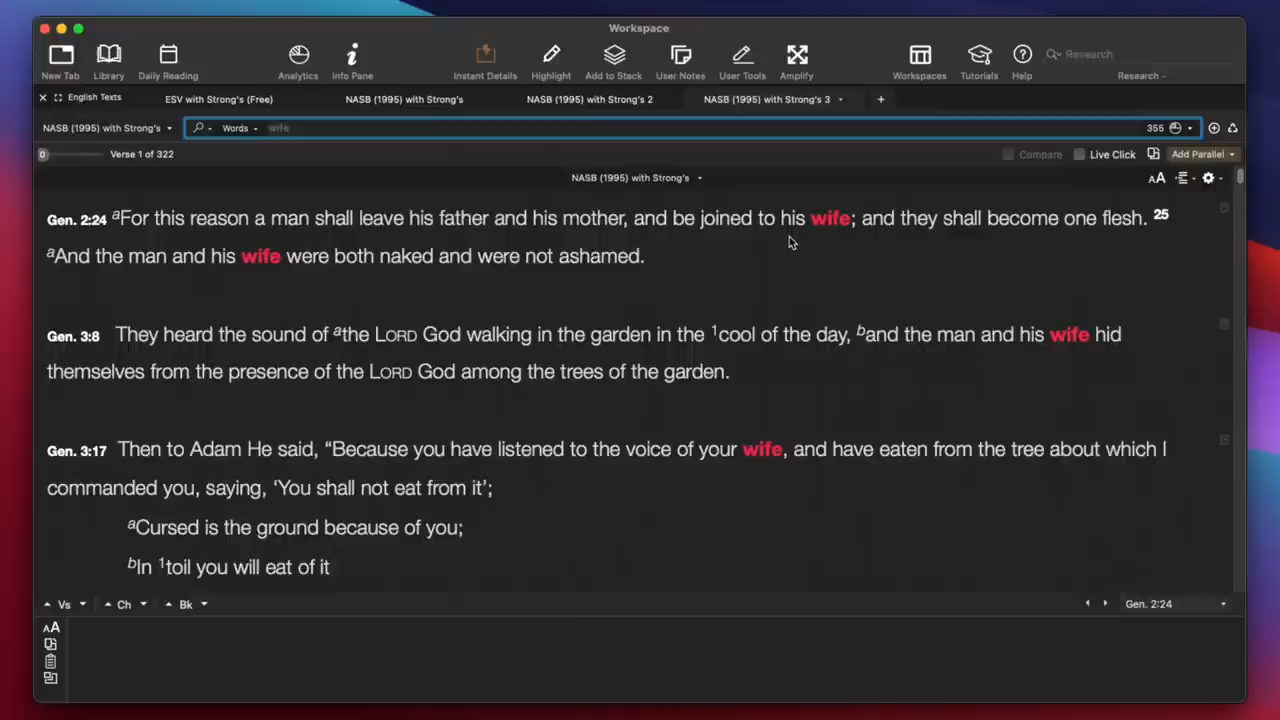 Workspace
New Tab Library Daily Reading Analytics Info Pane Instant Details Highlight Add to Stack User Notes User Tools Amplify Workspaces Tutorials Help Research
Research
English Texts ESV with Strong's (Free) NASB (1995) with Strong's NASB (1995) with Strong's 2 NASB (1995) with Strong's 3 +
NASB (1995) with Strong's Words wife 355
0 Verse 1 of 322 Compare Live Click Add Parallel
NASB (1995) with Strong's AA
Gen. 2:24 aFor this reason a man shall leave his father and his mother, and be joined to his wife; and they shall become one flesh. 25
aAnd the man and his wife were both naked and were not ashamed.
Gen. 3:8 They heard the sound of athe LORD God walking in the garden in the 1cool of the day, band the man and his wife hid
themselves from the presence of the LORD God among the trees of the garden.
Gen. 3:17 Then to Adam He said, “Because you have listened to the voice of your wife, and have eaten from the tree about which I
commanded you, saying, ‘You shall not eat from it’;
aCursed is the ground because of you;
bIn 1toil you will eat of it
Vs Ch Bk Gen. 2:24
AA